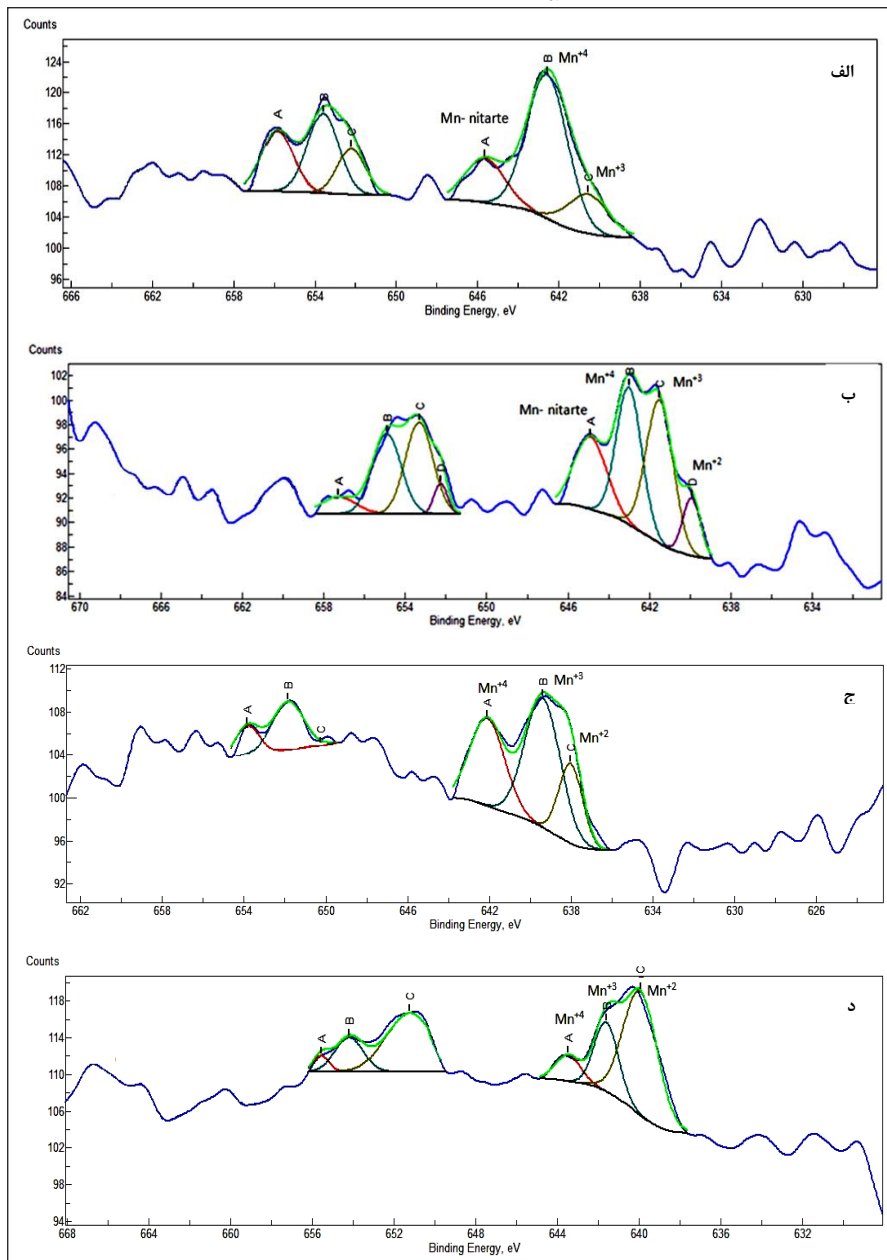 Counts
الف
124
120
116
112
108
104
100
96
A
B
C
Mn- nitarte
A
B
Mn+4
C
Mn+3
666
662
658
654
650
646
642
638
634
630
Binding Energy, eV
Counts
ب
102
100
98
96
94
92
90
88
86
84
A
B
C
D
Mn- nitarte
A
Mn+4
B
C
Mn+3
Mn+2
D
670
666
662
658
654
650
646
642
638
634
Binding Energy, eV
Counts
ج
112
108
104
100
96
92
A
B
C
Mn+4
A
B
Mn+3
Mn+2
C
662
658
654
650
646
642
638
634
630
626
Binding Energy, eV
Counts
د
118
114
110
106
102
98
94
A
B
C
Mn+4
A
Mn+3
B
C
Mn+2
668
664
660
656
652
648
644
640
636
632
Binding Energy, eV